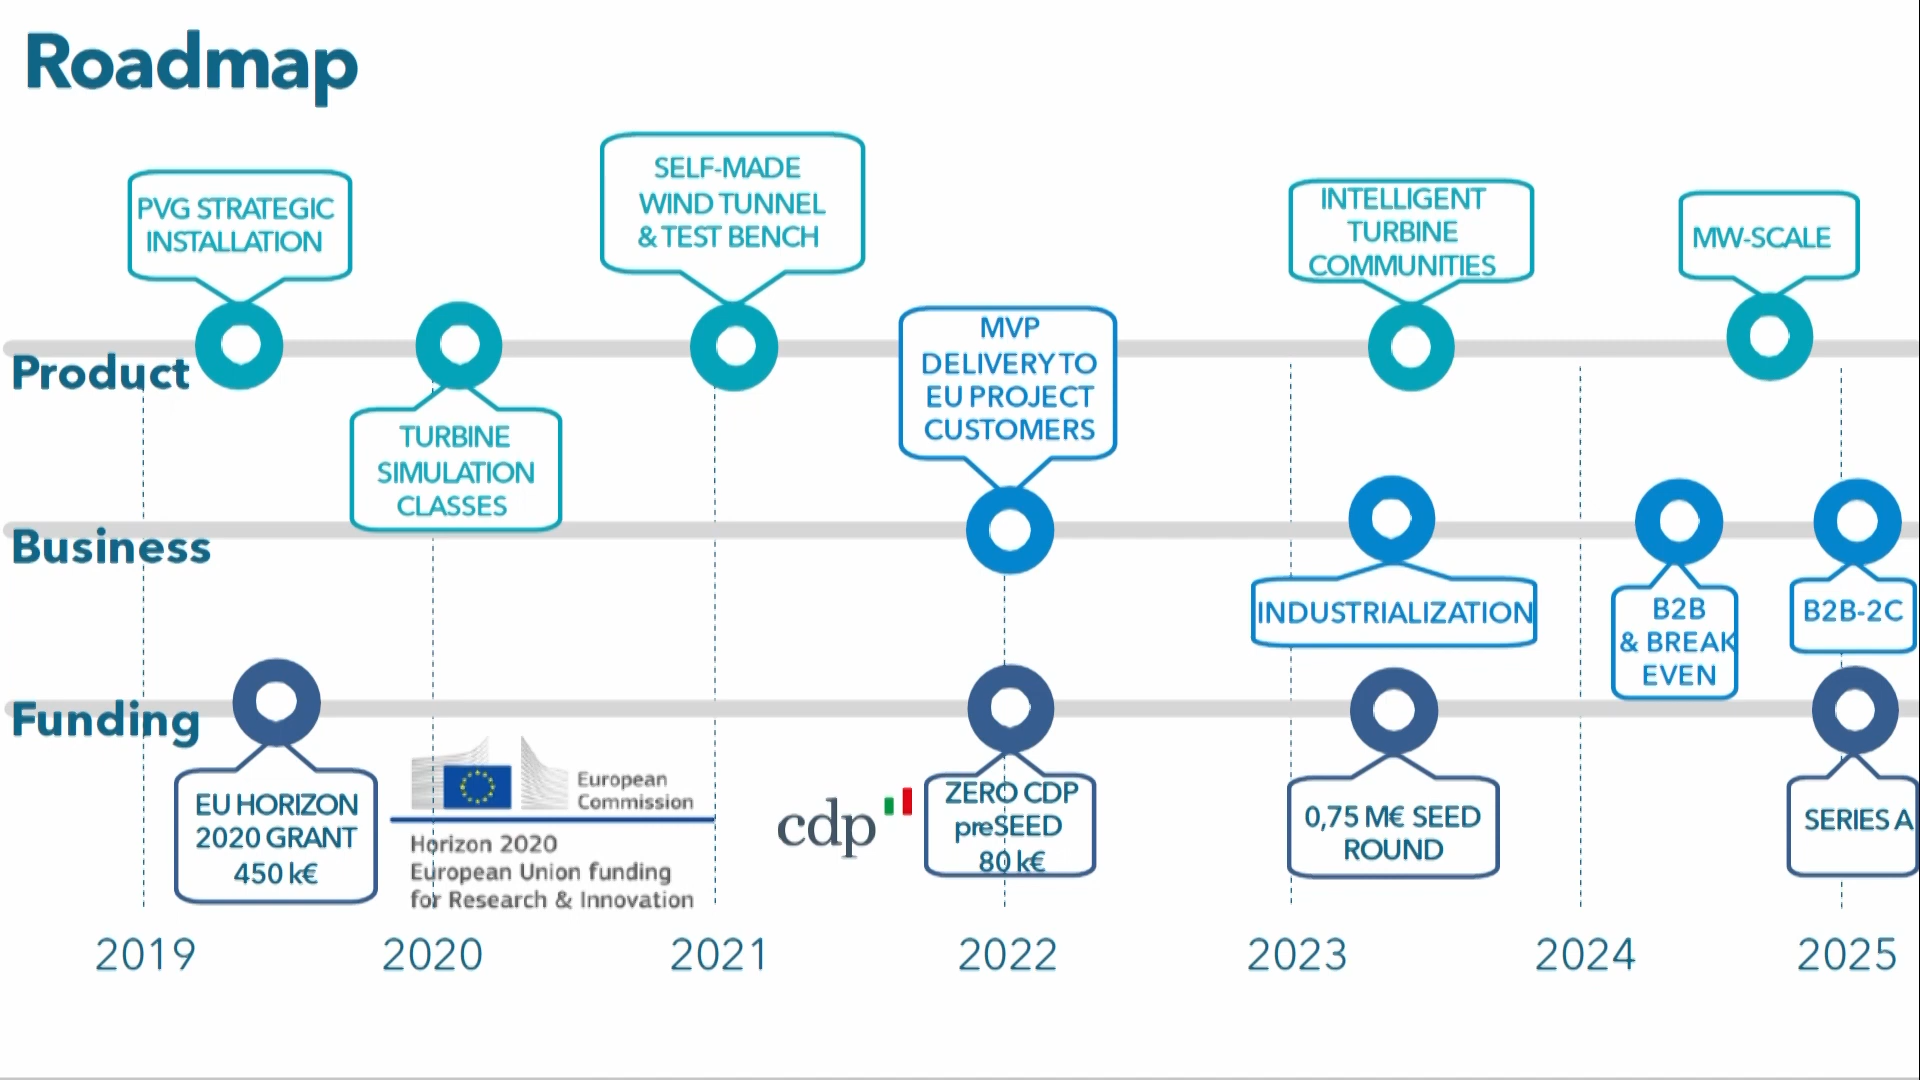 Roadmap
PVG STRATEGIC
INSTALLATION
SELF-MADE
WIND TUNNEL
& TEST BENCH
INTELLIGENT
TURBINE
COMMUNITIES
MW-SCALE
Product
TURBINE
SIMULATION
CLASSES
MVP
DELIVERY TO
EU PROJECT
CUSTOMERS
Business
INDUSTRIALIZATION
B2B
& BREAK
EVEN
B2B-2C
Funding
EU HORIZON
2020 GRANT
450 k€
European
Commission
Horizon 2020
European Union funding
for Research & Innovation
cdp
ZERO CDP
preSEED
80 k€
0,75 M€ SEED
ROUND
SERIES A
2019
2020
2021
2022
2023
2024
2025